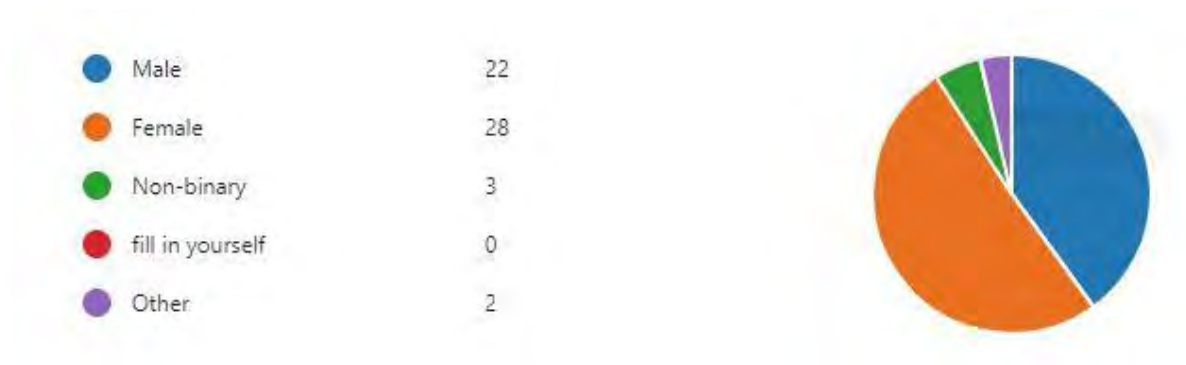 Male 22
Female 28
Non-binary 3
fill in yourself 0
Other 2